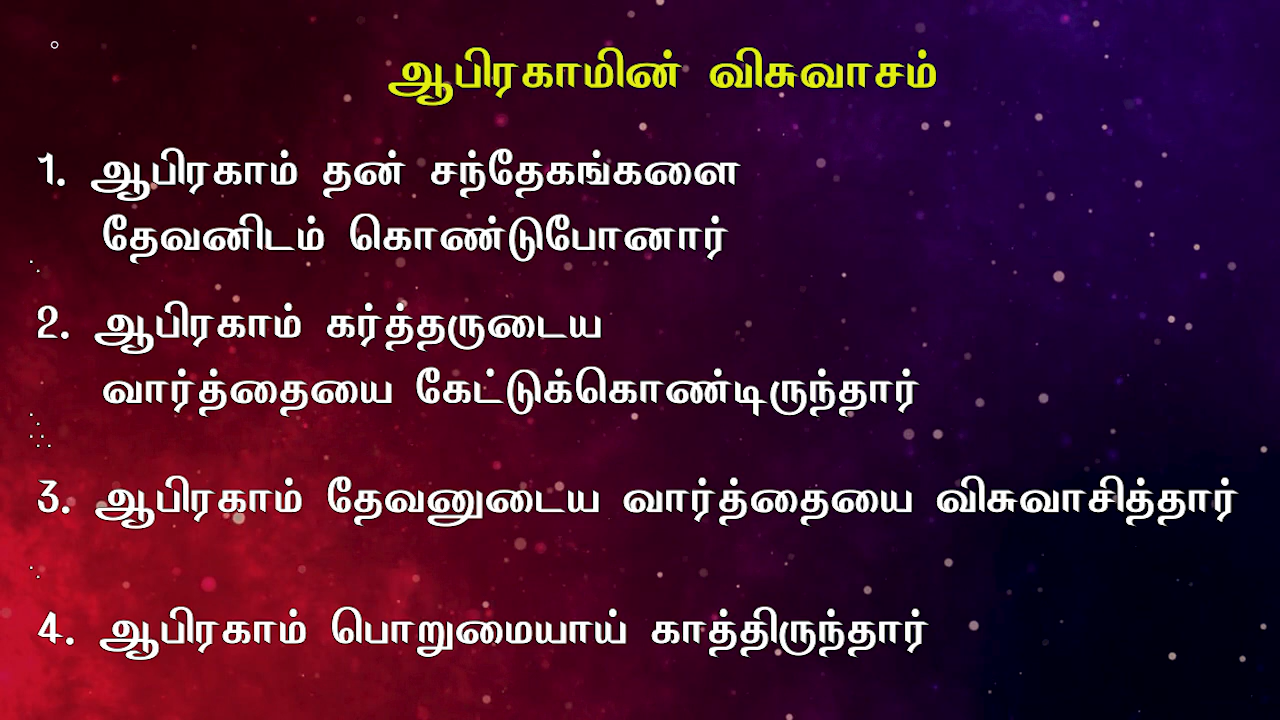 ஆபிரகாமின் விசுவாசம்
1. ஆபிரகாம் தன் சந்தேகங்களை
தேவனிடம் கொண்டுபோனார்
2. ஆபிரகாம் கர்த்தருடைய
வார்த்தையை கேட்டுக்கொண்டிருந்தார்
3. ஆபிரகாம் தேவனுடைய வார்த்தையை விசுவாசித்தார்
4. ஆபிரகாம் பொறுமையாய் காத்திருந்தார்